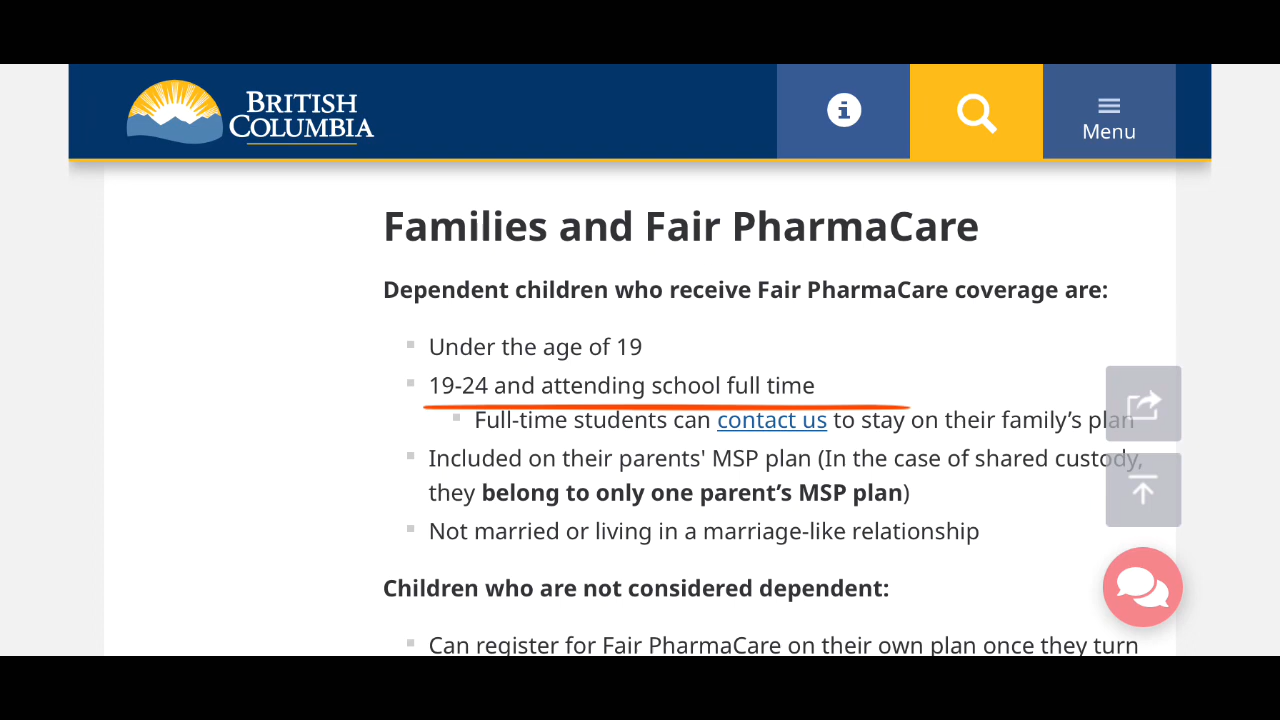 BRITISH
COLUMBIA
Menu
Families and Fair PharmaCare
Dependent children who receive Fair PharmaCare coverage are:
Under the age of 19
19-24 and attending school full time
Full-time students can contact us to stay on their family’s plan
Included on their parents' MSP plan (In the case of shared custody,
they belong to only one parent’s MSP plan)
Not married or living in a marriage-like relationship
Children who are not considered dependent:
Can register for Fair PharmaCare on their own plan once they turn